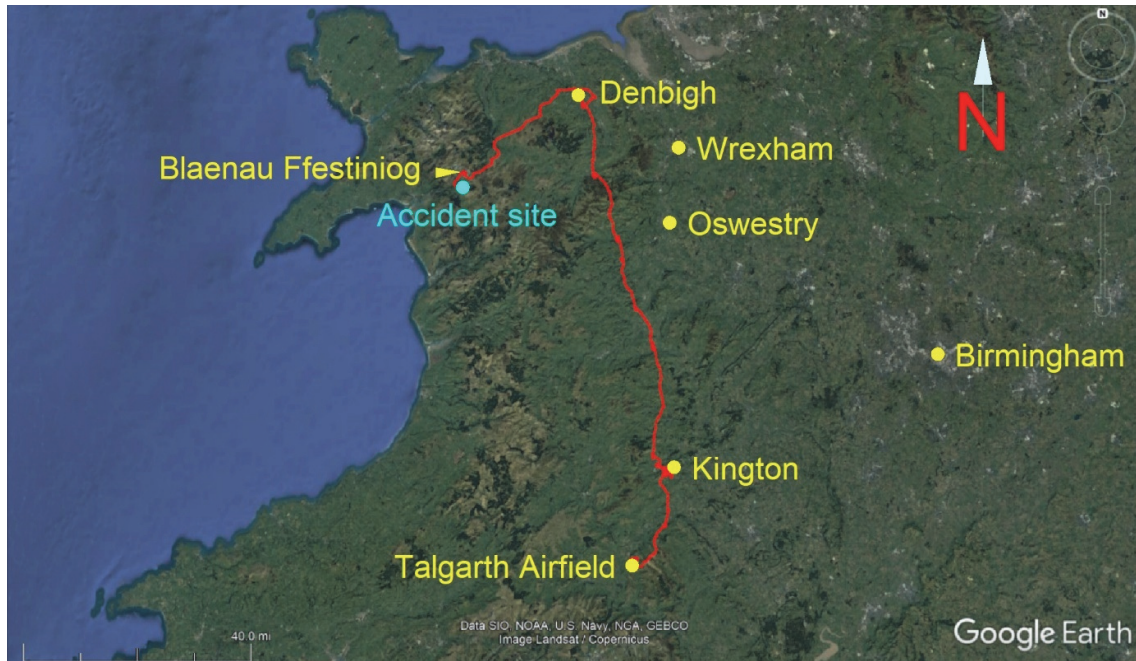 N
Denbigh
N
Wrexham
Blaenau Ffestiniog
Accident site
Oswestry
Birmingham
Kington
Talgarth Airfield
Data SIO, NOAA, U.S. Navy, NGA, GEBCO
Image Landsat / Copernicus
40.0 mi
Google Earth